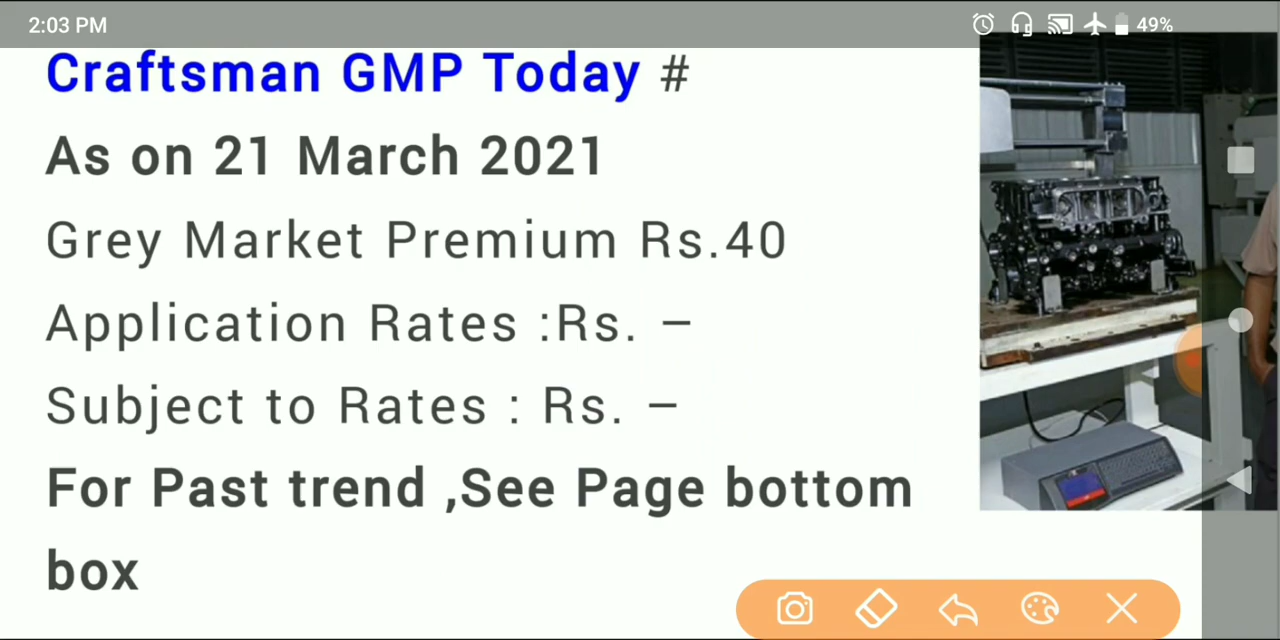 2:03 PM
49%
Craftsman GMP Today #
As on 21 March 2021
Grey Market Premium Rs.40
Application Rates :Rs. –
Subject to Rates : Rs. –
For Past trend ,See Page bottom
box